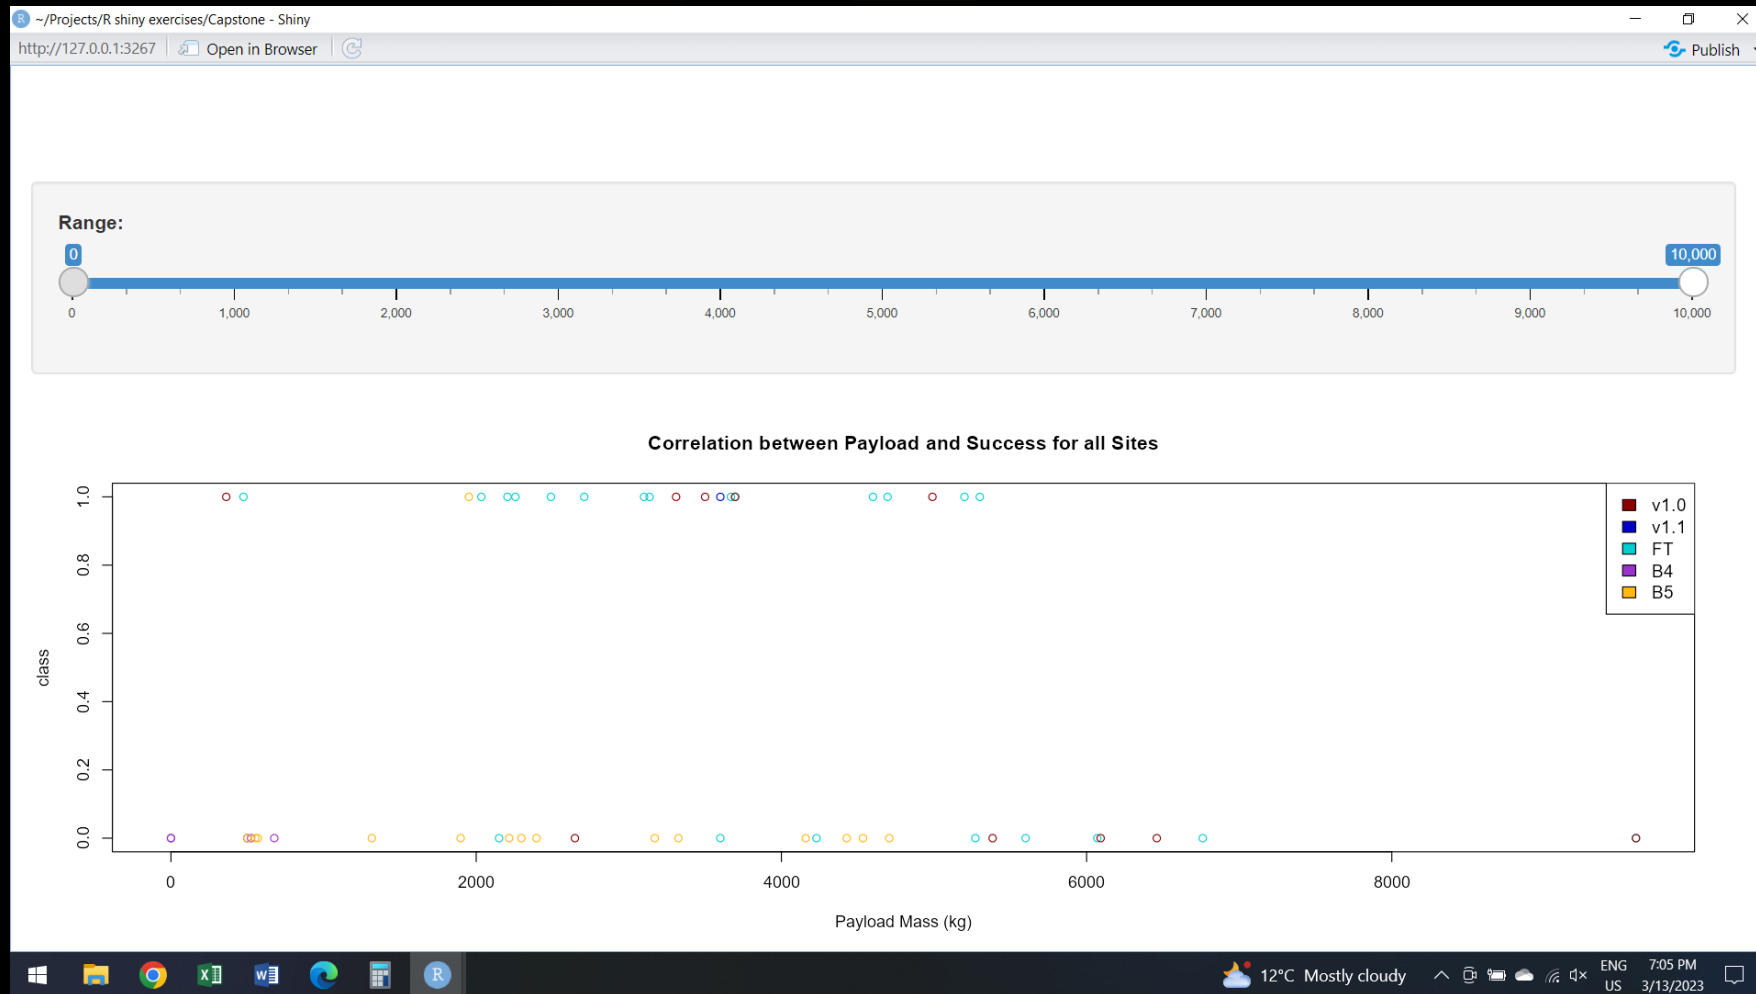 R ~/Projects/R shiny exercises/Capstone - Shiny
http://127.0.0.1:3267 Open in Browser Publish
Range:
0 10,000
0 1,000 2,000 3,000 4,000 5,000 6,000 7,000 8,000 9,000 10,000
Correlation between Payload and Success for all Sites
1.0
0.8
0.6
0.4
0.2
0.0
class
v1.0
v1.1
FT
B4
B5
0 2000 4000 6000 8000
Payload Mass (kg)
R
12°C Mostly cloudy
ENG
US
7:05 PM
3/13/2023